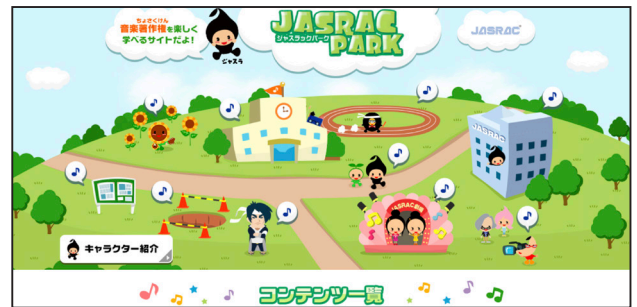 ちょさくけん
音楽著作権を楽しく
学べるサイトだよ!
ジャスラ
JASRAC
ジャスラックパーク
PARK
JASRAC
JASRAC
キャラクター紹介
コンテンツ一覧